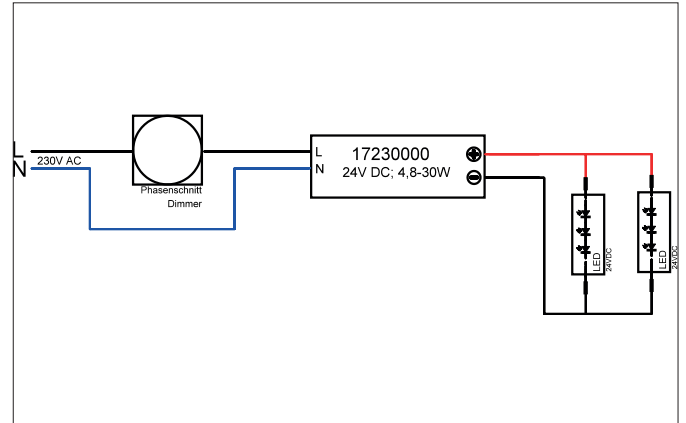 L
N
230V AC
Phasenschnitt
Dimmer
L
N
17230000
24V DC; 4,8-30W
LED
24VDC
LED
24VDC